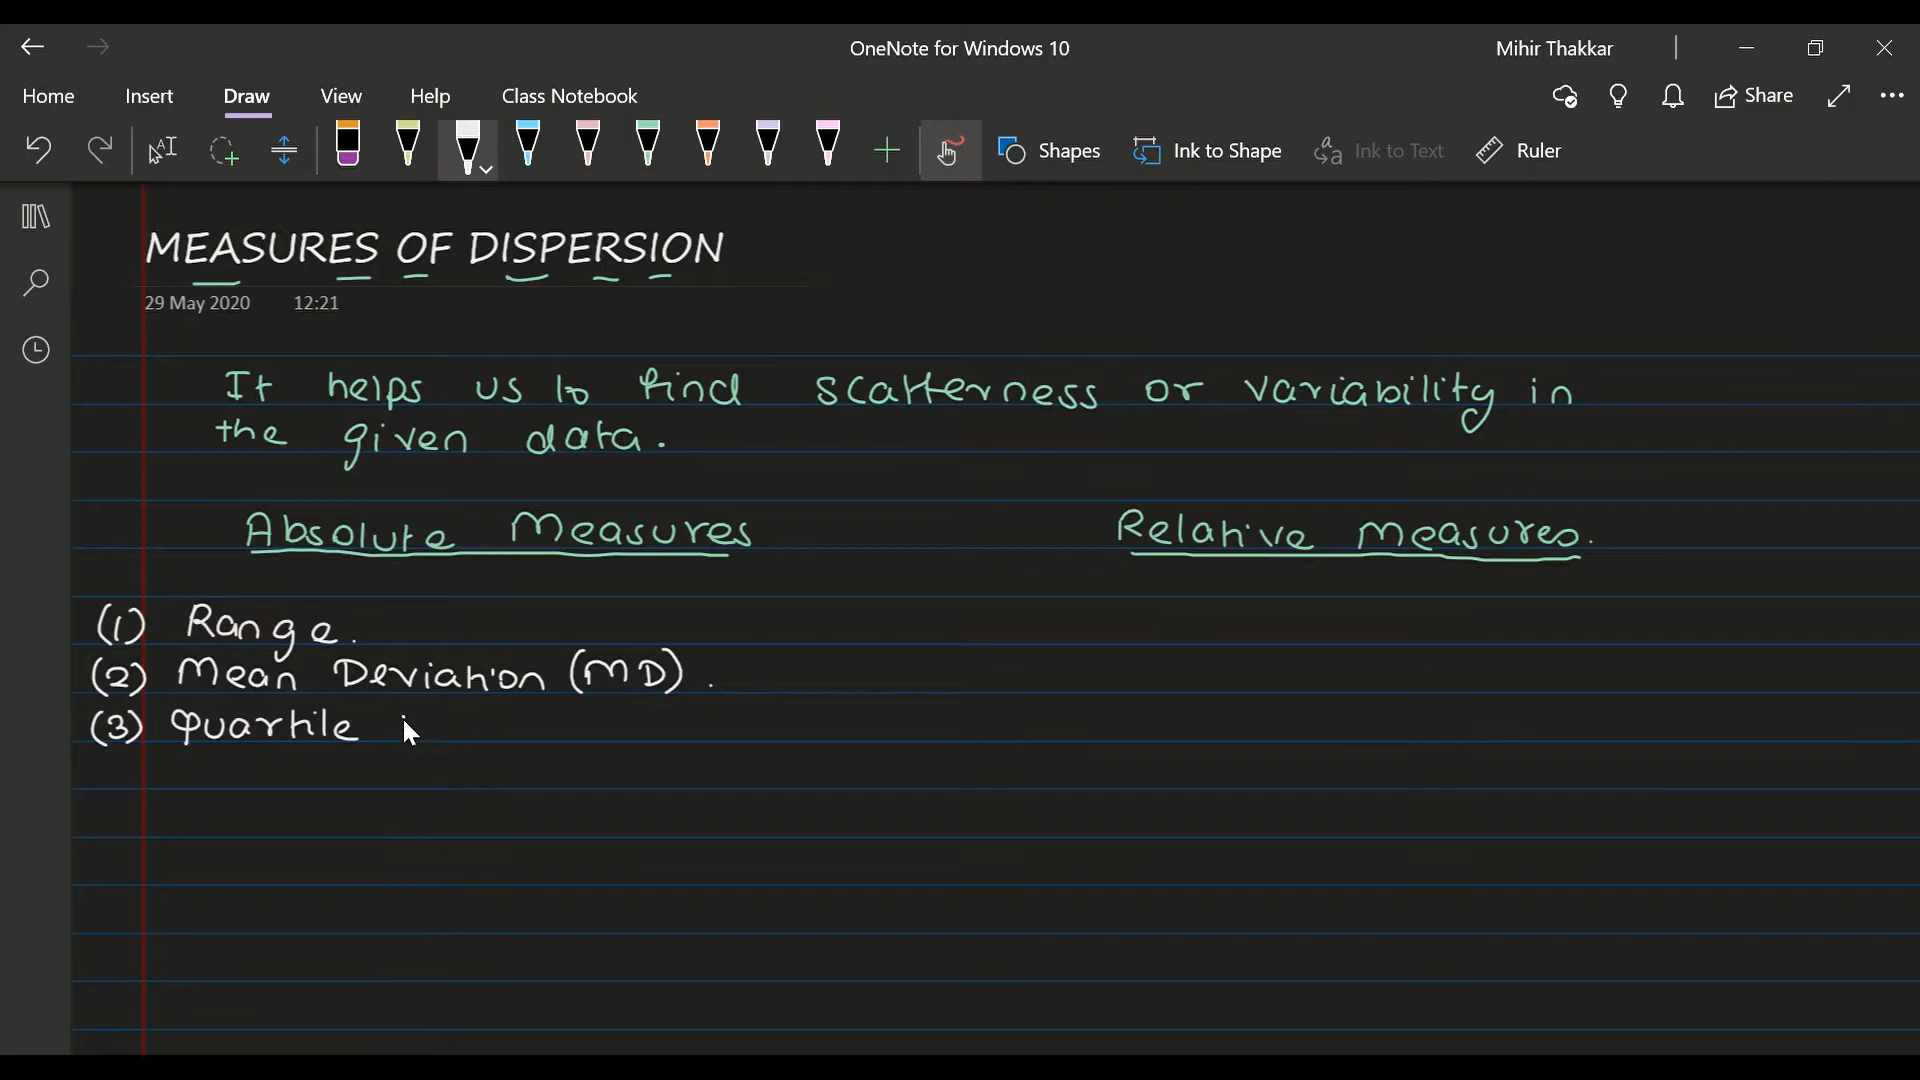 OneNote for Windows 10
Mihir Thakkar
Home Insert Draw View Help Class Notebook
Share
Shapes Ink to Shape Ink to Text Ruler
MEASURES OF DISPERSION
29 May 2020 12:21
It helps us to find scatterness or variability in
the given data.
Absolute Measures
Relative Measures.
(1) Range.
(2) Mean Deviation (MD).
(3) Quartile